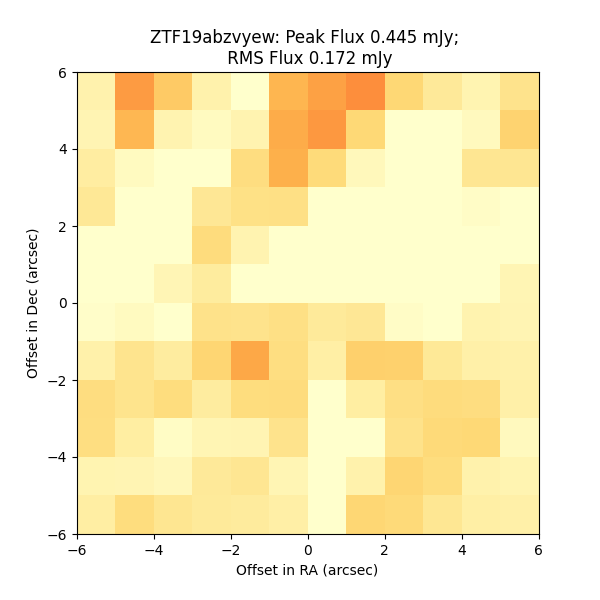 ZTF19abzvyew: Peak Flux 0.445 mJy;
RMS Flux 0.172 mJy
6
4
2
0
−2
−4
−6
Offset in Dec (arcsec)
−6 −4 −2 0 2 4 6
Offset in RA (arcsec)